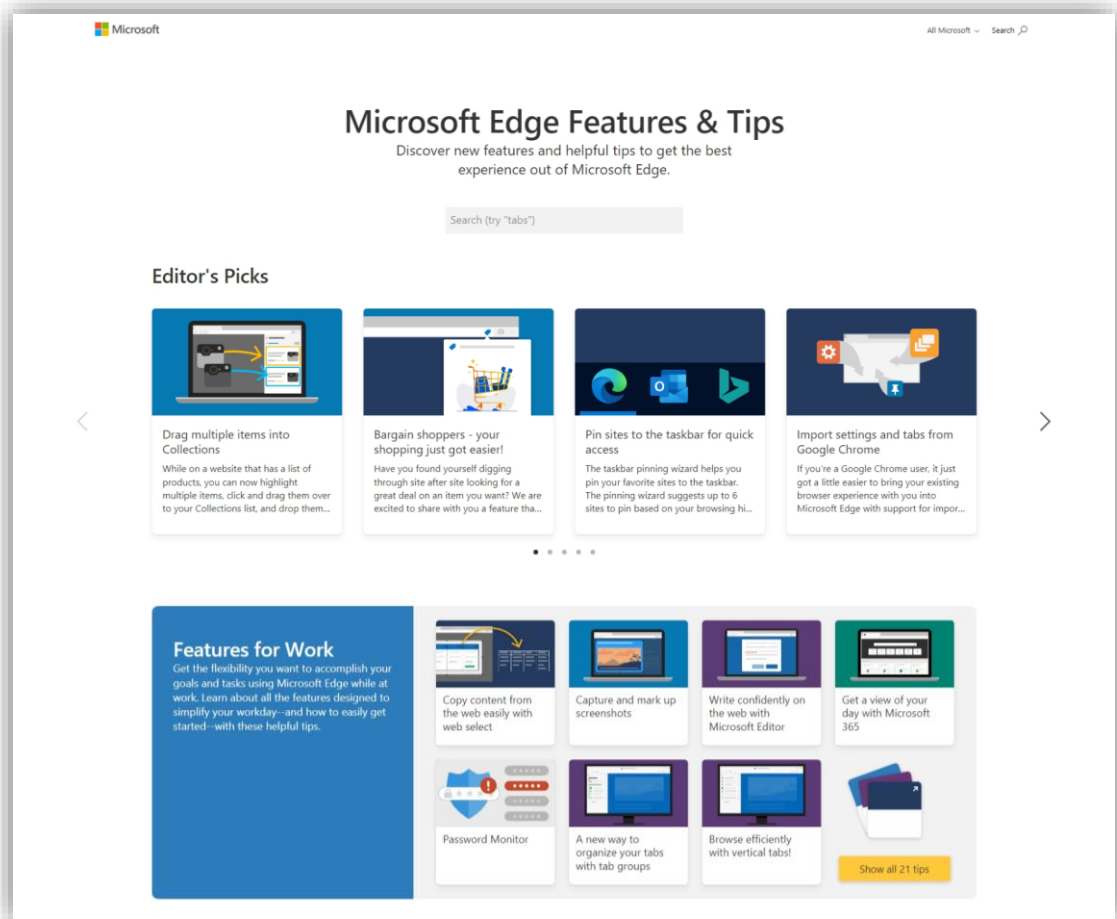 Microsoft
All Microsoft
Search
Microsoft Edge Features & Tips
Discover new features and helpful tips to get the best
experience out of Microsoft Edge.
Search (try "tabs")
Editor's Picks
Drag multiple items into
Collections
While on a website that has a list of
products, you can now highlight
multiple items, click and drag them over
to your Collections list, and drop them...
Bargain shoppers - your
shopping just got easier!
Have you found yourself digging
through site after site looking for a
great deal on an item you want? We are
excited to share with you a feature tha...
Pin sites to the taskbar for quick
access
The taskbar pinning wizard helps you
pin your favorite sites to the taskbar.
The pinning wizard suggests up to 6
sites to pin based on your browsing hi...
Import settings and tabs from
Google Chrome
If you're a Google Chrome user, it just
got a little easier to bring your existing
browser experience with you into
Microsoft Edge with support for impor...
Features for Work
Get the flexibility you want to accomplish your
goals and tasks using Microsoft Edge while at
work. Learn about all the features designed to
simplify your workday--and how to easily get
started--with these helpful tips.
Copy content from
the web easily with
web select
Capture and mark up
screenshots
Write confidently on
the web with
Microsoft Editor
Get a view of your
day with Microsoft
365
Password Monitor
A new way to
organize your tabs
with tab groups
Browse efficiently
with vertical tabs!
Show all 21 tips